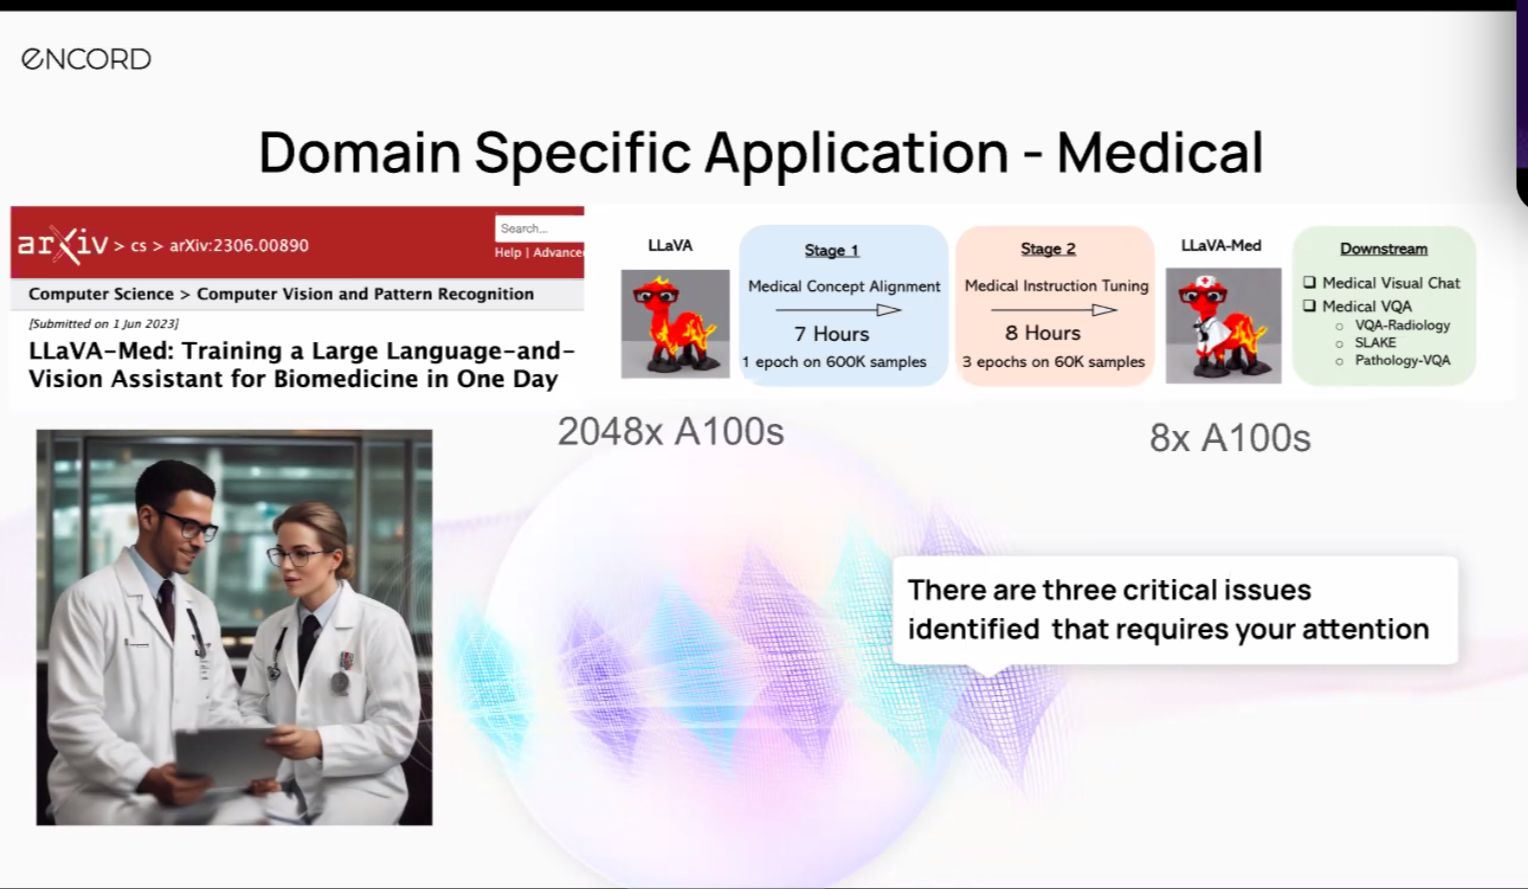 eNCORD
Domain Specific Application - Medical
arXiv > cs > arXiv:2306.00890
Search...
Help | Advance
Computer Science > Computer Vision and Pattern Recognition
[Submitted on 1 Jun 2023]
LLaVA-Med: Training a Large Language-and-
Vision Assistant for Biomedicine in One Day
LLaVA
Stage 1
Medical Concept Alignment
7 Hours
1 epoch on 600K samples
Stage 2
Medical Instruction Tuning
8 Hours
3 epochs on 60K samples
LLaVA-Med
Downstream
Medical Visual Chat
Medical VQA
VQA-Radiology
SLAKE
Pathology-VQA
2048x A100s
8x A100s
There are three critical issues
identified that requires your attention